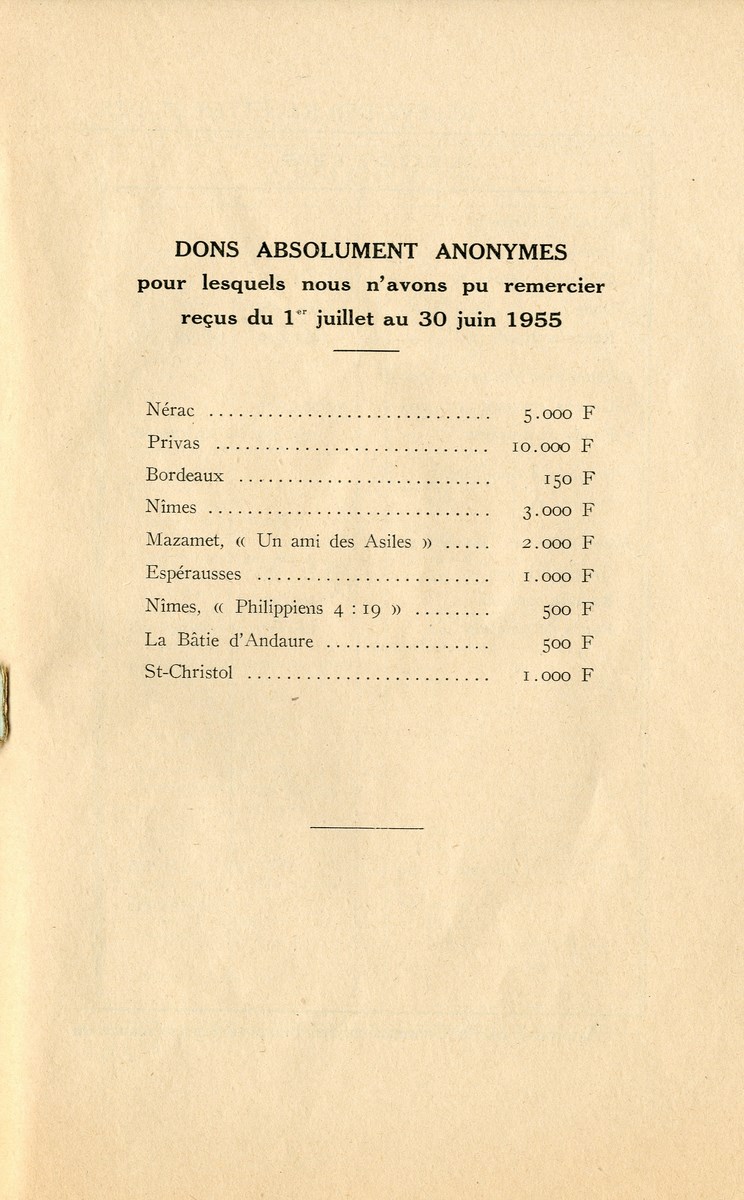 DONS ABSOLUMENT ANONYMES
pour lesquels nous n'avons pu remercier
reçus du 1er juillet au 30 juin 1955
Nérac ............................. 5.000 F
Privas ............................ 10.000 F
Bordeaux .......................... 150 F
Nîmes ............................. 3.000 F
Mazamet, « Un ami des Asiles » ..... 2.000 F
Espérausses ........................ 1.000 F
Nîmes, « Philippiens 4 : 19 » ........ 500 F
La Bâtie d'Andaure ................. 500 F
St-Christol ......................... 1.000 F